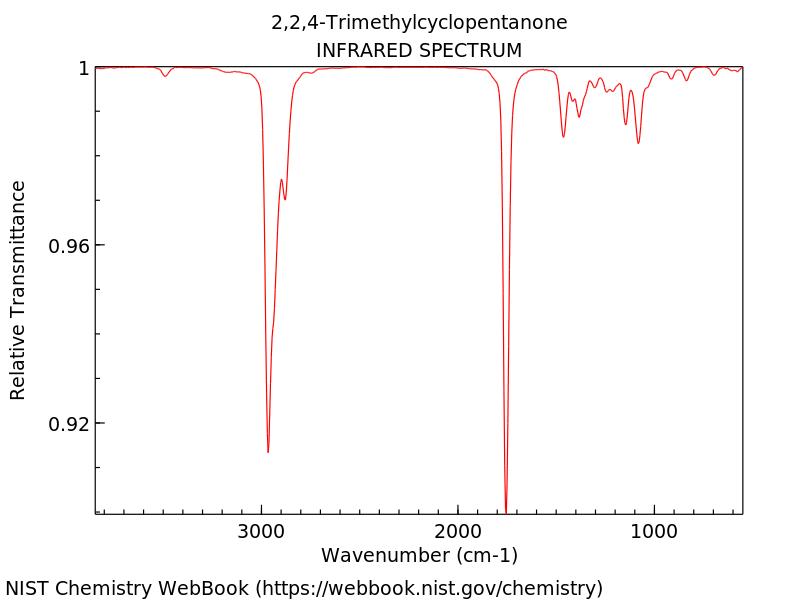 2,2,4-Trimethylcyclopentanone
INFRARED SPECTRUM
1
0.96
0.92
Relative Transmittance
3000 2000 1000
Wavenumber (cm-1)
NIST Chemistry WebBook (https://webbook.nist.gov/chemistry)